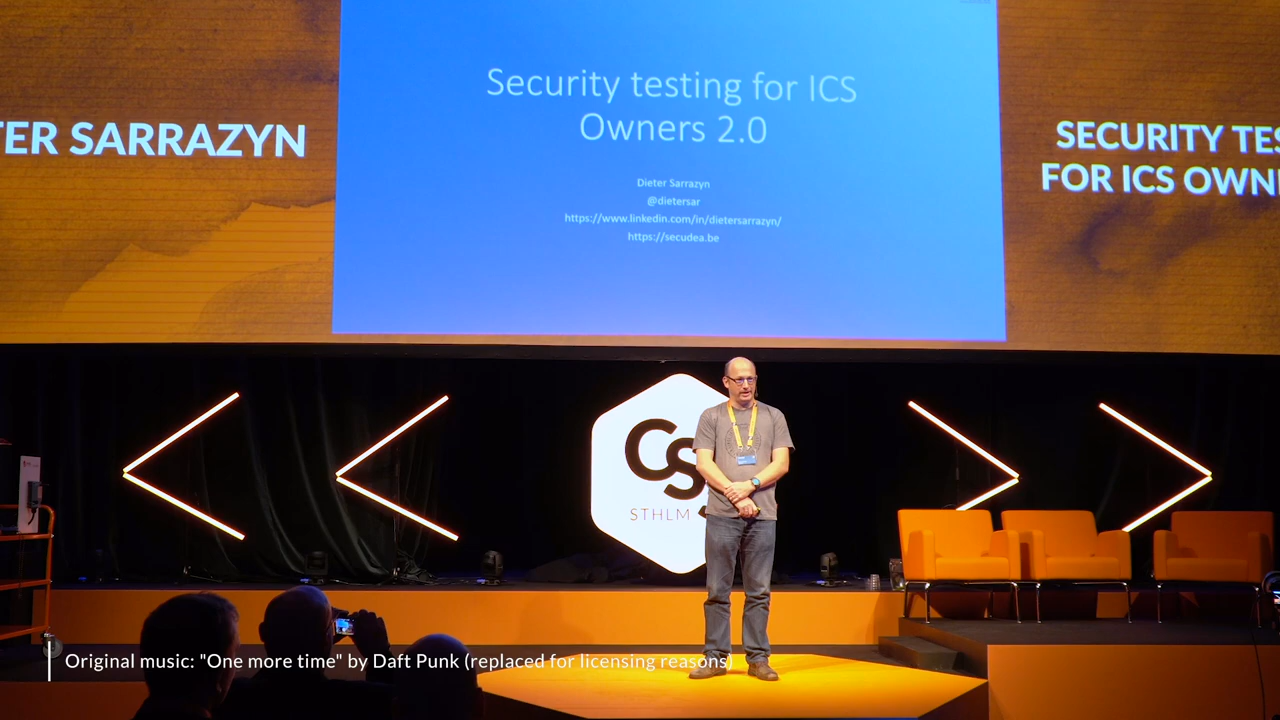 TER SARRAZYN
Security testing for ICS
Owners 2.0
Dieter Sarrazyn
@dietersar
https://www.linkedin.com/in/dietersarrazyn/
https://secudea.be
SECURITY TES
FOR ICS OWN
CS
STHLM
Original music: "One more time" by Daft Punk (replaced for licensing reasons)